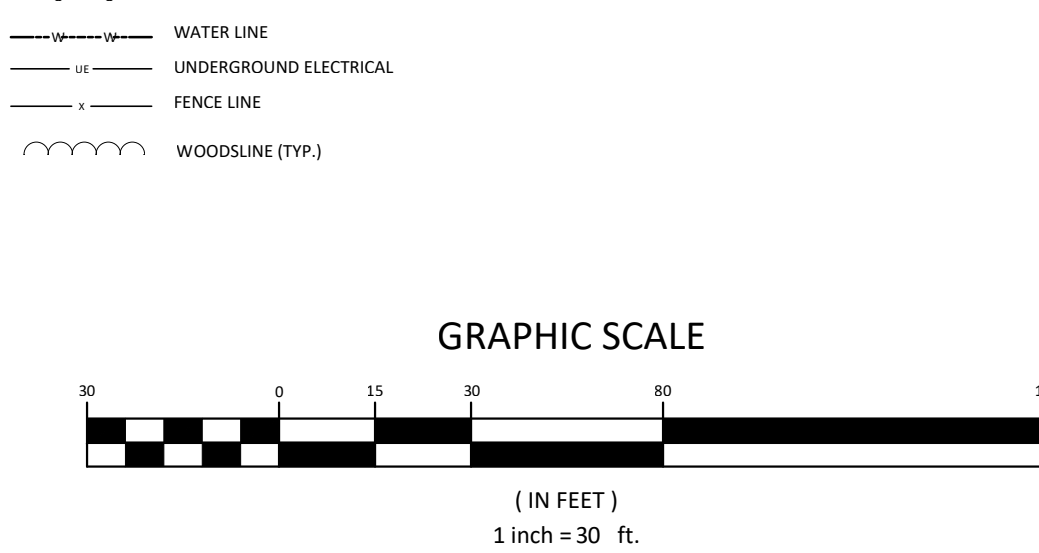 W W WATER LINE
UE UNDERGROUND ELECTRICAL
X FENCE LINE
WOODSLINE (TYP.)
GRAPHIC SCALE
30 0 15 30 80
( IN FEET )
1 inch = 30 ft.